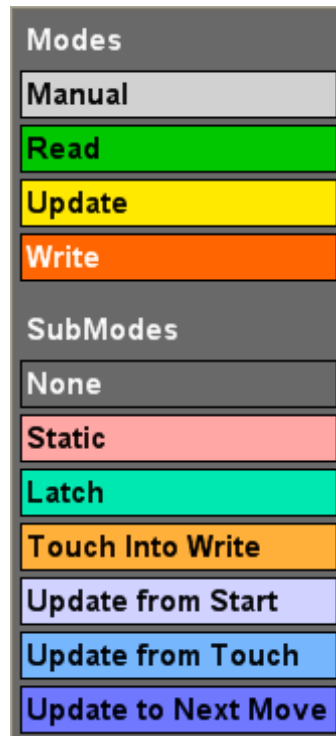 Modes
Manual
Read
Update
Write
SubModes
None
Static
Latch
Touch Into Write
Update from Start
Update from Touch
Update to Next Move